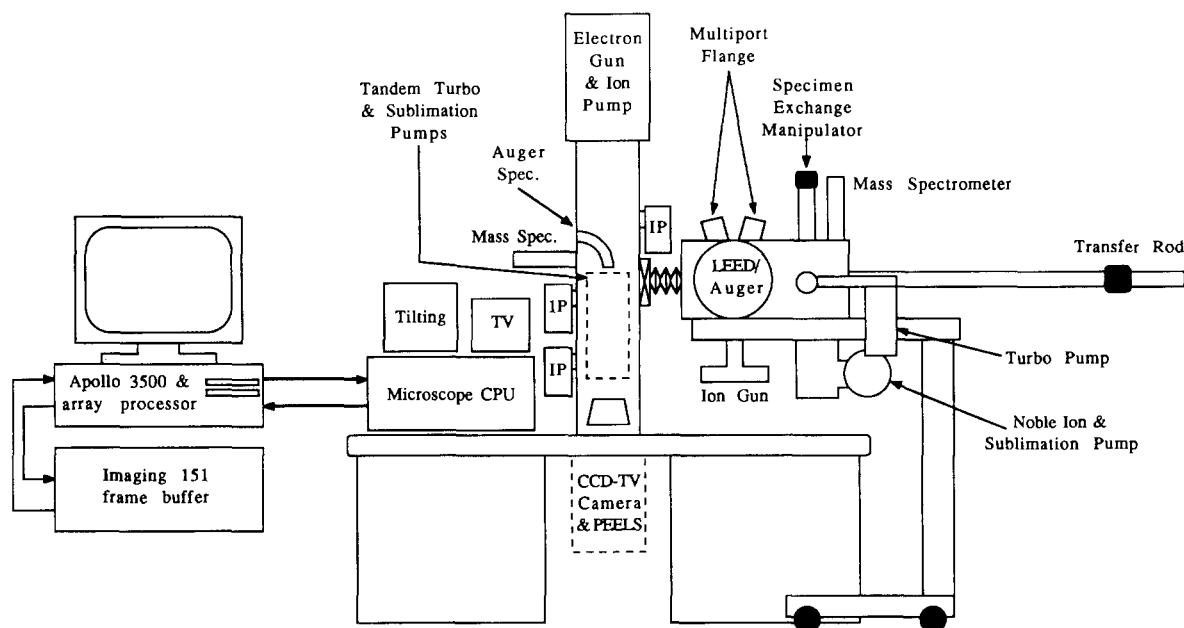 Electron
Gun
& Ion
Pump
Multiport
Flange
Specimen
Exchange
Manipulator
Tandem Turbo
& Sublimation
Pumps
Auger
Spec.
Mass Spectrometer
IP
Mass Spec.
LEED/
Auger
Transfer Rod
IP
Tilting
TV
Turbo Pump
IP
Apollo 3500 &
array processor
Microscope CPU
Ion Gun
Noble Ion &
Sublimation Pump
Imaging 151
frame buffer
CCD-TV
Camera
& PEELS